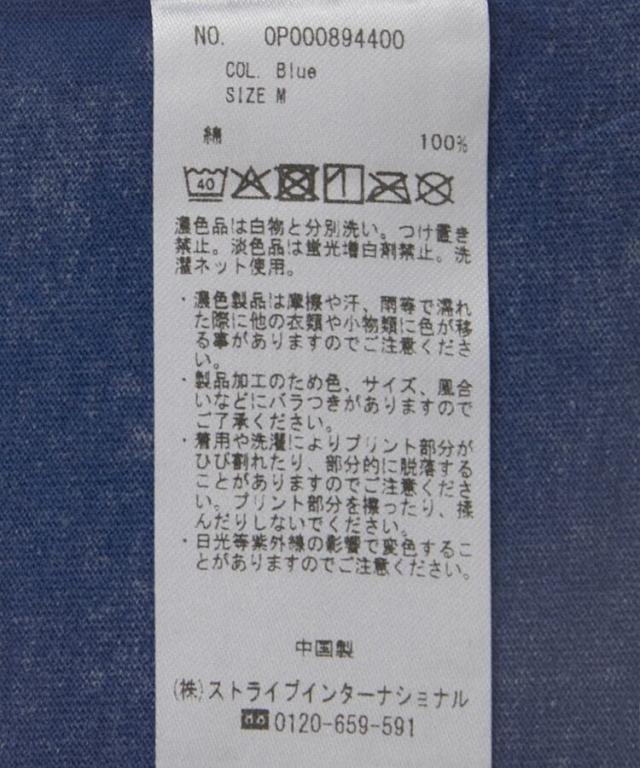 NO. OP000894400
COL. Blue
SIZE M
綿 100%
40
濃色品は白物と分別洗い。つけ置き
禁止。淡色品は蛍光増白剤禁止。洗
濯ネット使用。
・濃色製品は摩擦や汗、雨等で濡れ
た際に他の衣類や小物類に色が移
る事がありますのでご注意くださ
い。
・製品加工のため色、サイズ、風合
いなどにバラつきがありますので
ご了承ください。
・着用や洗濯によりプリント部分が
ひび割れたり、部分的に脱落する
ことがありますのでご注意くださ
い。プリント部分を擦ったり、揉
んだりしないでください。
・日光等紫外線の影響で変色するこ
とがありますのでご注意ください。
中国製
(株)ストライプインターナショナル
0120-659-591